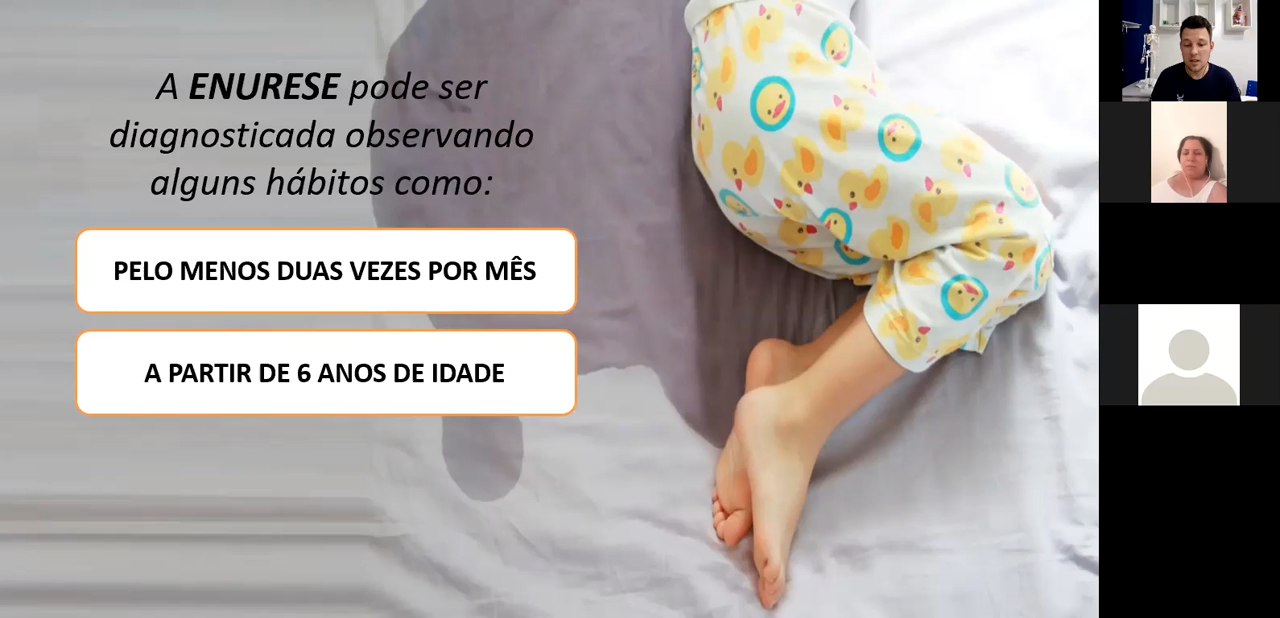 A ENURESE pode ser
diagnosticada observando
alguns hábitos como:
PELO MENOS DUAS VEZES POR MÊS
A PARTIR DE 6 ANOS DE IDADE